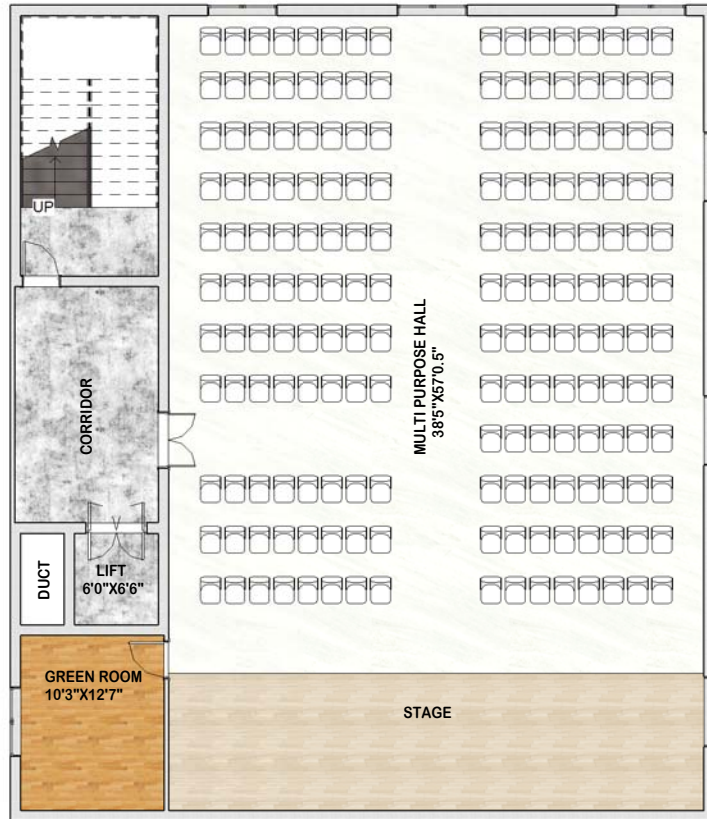 UP
CORRIDOR
MULTI PURPOSE HALL
38'5"X57'0.5"
DUCT
LIFT
6'0"X6'6"
GREEN ROOM
10'3"X12'7"
STAGE